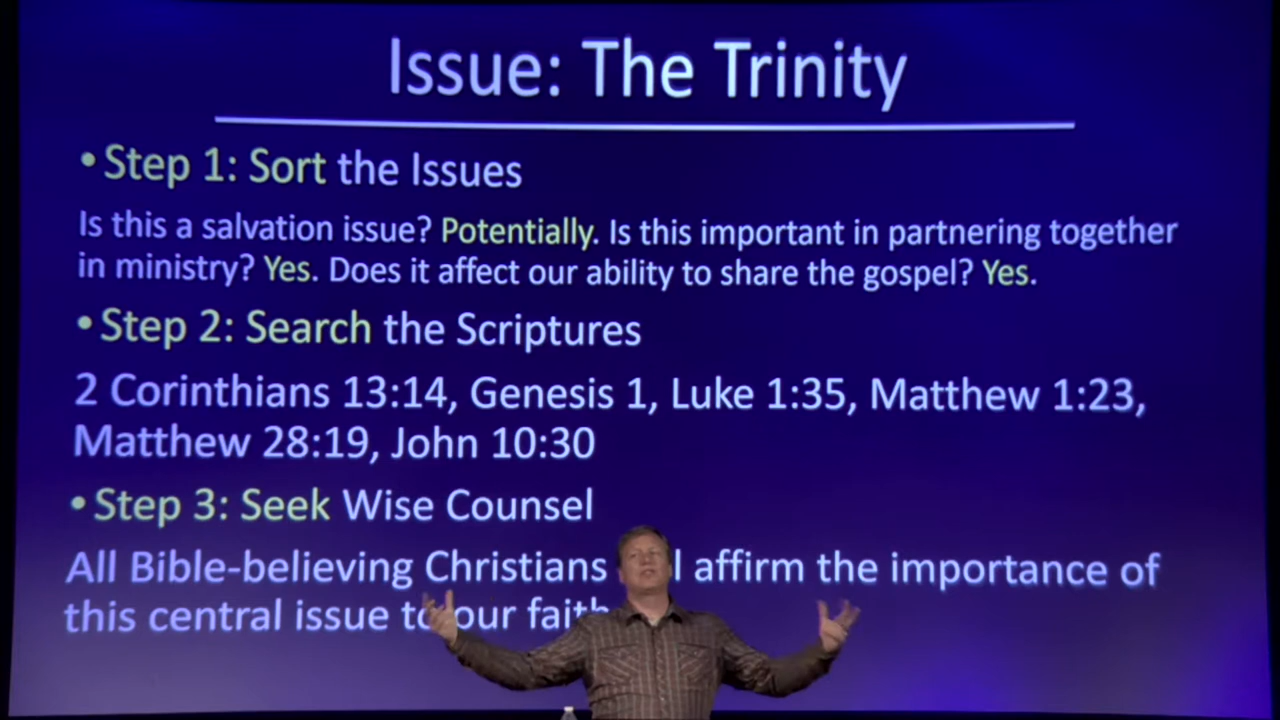 Issue: The Trinity
• Step 1: Sort the Issues
Is this a salvation issue? Potentially. Is this important in partnering together
in ministry? Yes. Does it affect our ability to share the gospel? Yes.
• Step 2: Search the Scriptures
2 Corinthians 13:14, Genesis 1, Luke 1:35, Matthew 1:23,
Matthew 28:19, John 10:30
• Step 3: Seek Wise Counsel
All Bible-believing Christians affirm the importance of
this central issue to our faith